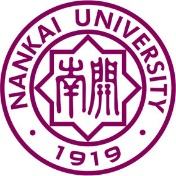 NANKAI UNIVERSITY
南開
· 1919 ·